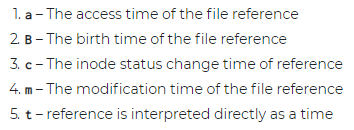 1. a – The access time of the file reference
2. B – The birth time of the file reference
3. c – The inode status change time of reference
4. m – The modification time of the file reference
5. t – reference is interpreted directly as a time